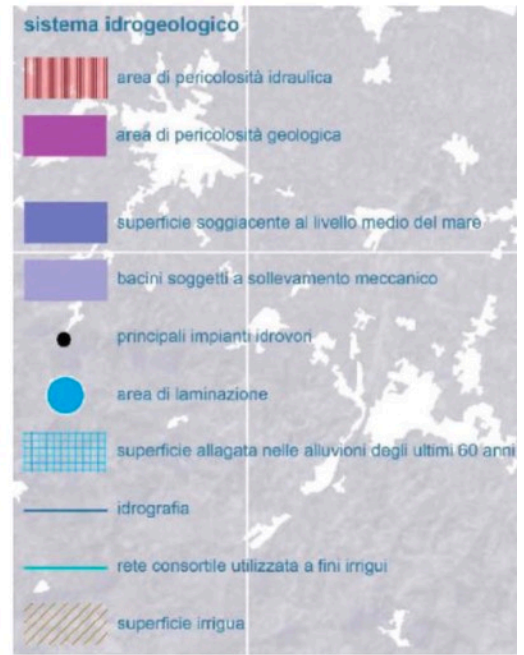 sistema idrogeologico
area di pericolosità idraulica
area di pericolosità geologica
superficie soggiacente al livello medio del mare
bacini soggetti a sollevamento meccanico
principali impianti idrovori
area di laminazione
superficie allagata nelle alluvioni degli ultimi 60 anni
idrografia
rete consortile utilizzata a fini irrigui
superficie irrigua